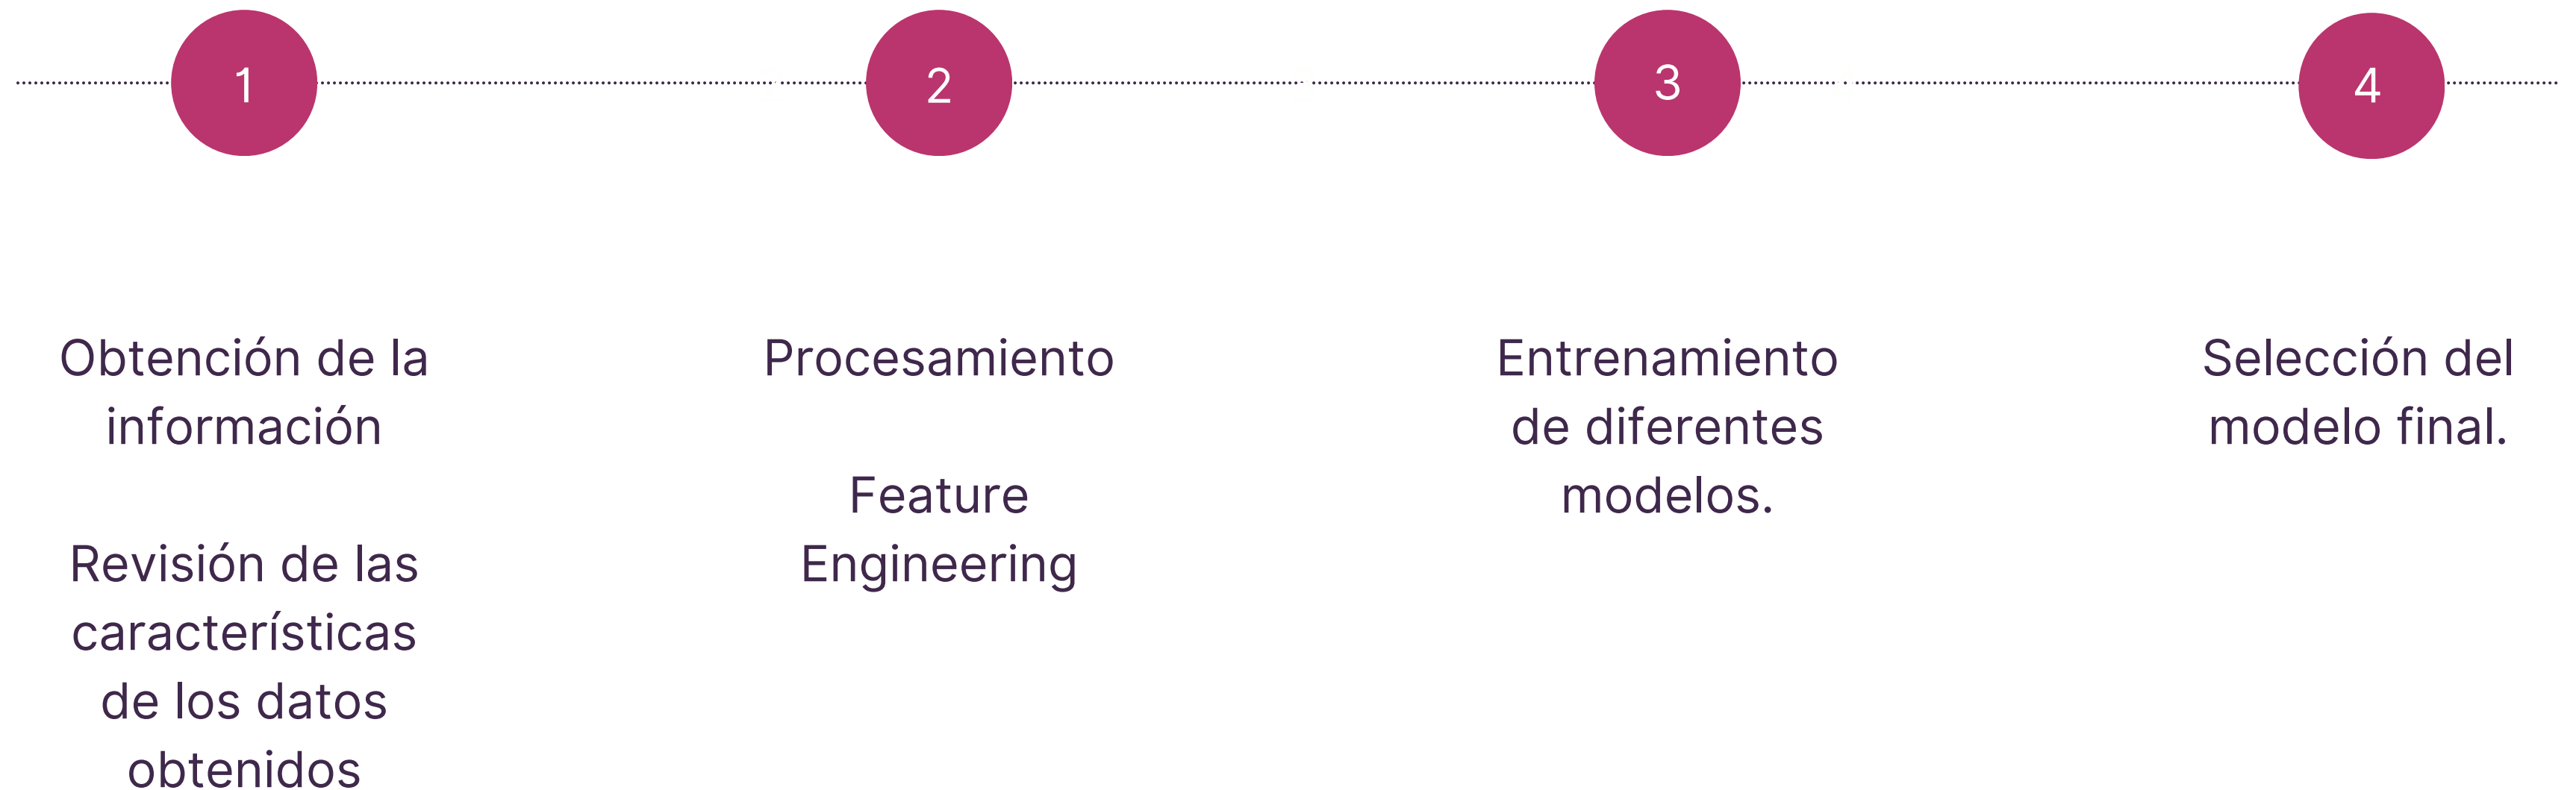 1
Obtención de la
información
Revisión de las
características
de los datos
obtenidos
2
Procesamiento
Feature
Engineering
3
Entrenamiento
de diferentes
modelos.
4
Selección del
modelo final.